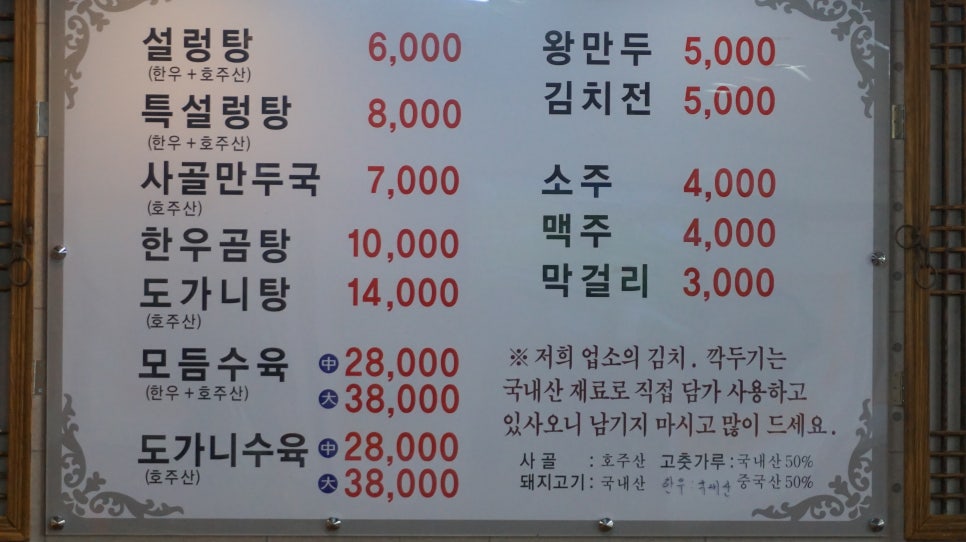 설렁탕 6,000
(한우 + 호주산)
특설렁탕 8,000
(한우 + 호주산)
사골만두국 7,000
(호주산)
한우곰탕 10,000
도가니탕 14,000
(호주산)
모듬수육 中 28,000
(한우 + 호주산) 大 38,000
도가니수육 中 28,000
(호주산) 大 38,000
왕만두 5,000
김치전 5,000
소주 4,000
맥주 4,000
막걸리 3,000
※ 저희 업소의 김치. 깍두기는
국내산 재료로 직접 담가 사용하고
있사오니 남기지 마시고 많이 드세요.
사골 : 호주산 고춧가루 : 국내산 50%
돼지고기 : 국내산 한우 : 국내산 중국산 50%